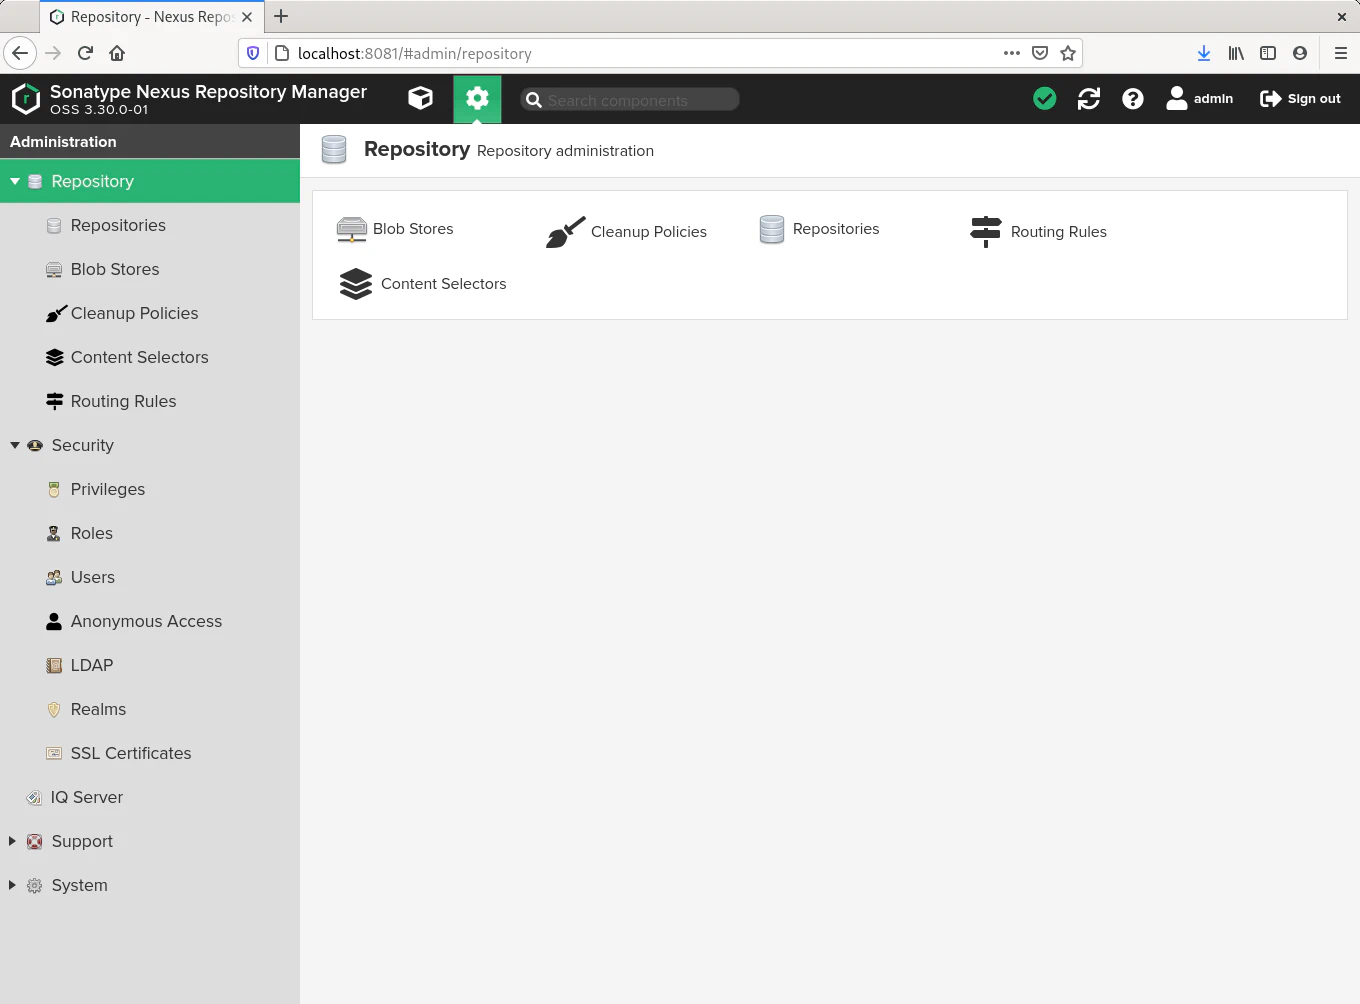 Repository - Nexus Repos
localhost:8081/#admin/repository
Sonatype Nexus Repository Manager
OSS 3.30.0-01
Search components
admin
Sign out
Administration
Repository
Repositories
Blob Stores
Cleanup Policies
Content Selectors
Routing Rules
Security
Privileges
Roles
Users
Anonymous Access
LDAP
Realms
SSL Certificates
IQ Server
Support
System
Repository Repository administration
Blob Stores
Cleanup Policies
Repositories
Routing Rules
Content Selectors